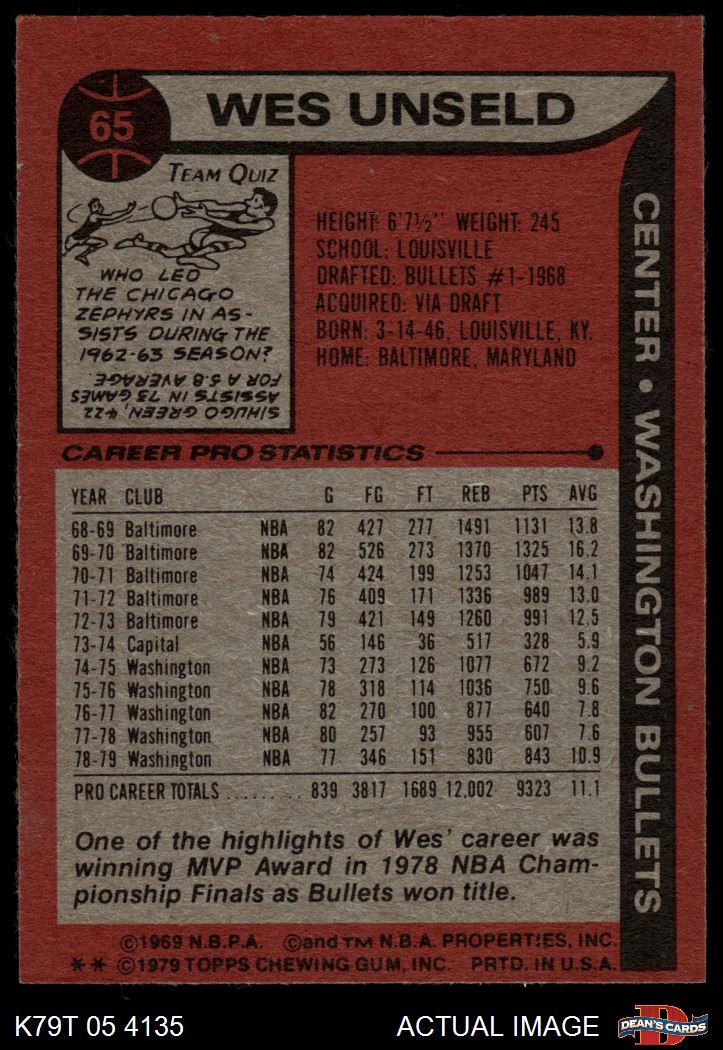 65
WES UNSELD
TEAM QUIZ
WHO LED
THE CHICAGO
ZEPHYRS IN AS-
SISTS DURING THE
1962-63 SEASON?
SIHUGO GREEN, 422
ASSISTS IN 73 GAMES
FOR A 5.8 AVERAGE.
HEIGHT: 6'7½" WEIGHT: 245
SCHOOL: LOUISVILLE
DRAFTED: BULLETS #1-1968
ACQUIRED: VIA DRAFT
BORN: 3-14-46, LOUISVILLE, KY.
HOME: BALTIMORE, MARYLAND
CENTER • WASHINGTON BULLETS
CAREER PRO STATISTICS
YEAR CLUB G FG FT REB PTS AVG
68-69 Baltimore NBA 82 427 277 1491 1131 13.8
69-70 Baltimore NBA 82 526 273 1370 1325 16.2
70-71 Baltimore NBA 74 424 199 1253 1047 14.1
71-72 Baltimore NBA 76 409 171 1336 989 13.0
72-73 Baltimore NBA 79 421 149 1260 991 12.5
73-74 Capital NBA 56 146 36 517 328 5.9
74-75 Washington NBA 73 273 126 1077 672 9.2
75-76 Washington NBA 78 318 114 1036 750 9.6
76-77 Washington NBA 82 270 100 877 640 7.8
77-78 Washington NBA 80 257 93 955 607 7.6
78-79 Washington NBA 77 346 151 830 843 10.9
PRO CAREER TOTALS ......... 839 3817 1689 12,002 9323 11.1
One of the highlights of Wes' career was
winning MVP Award in 1978 NBA Cham-
pionship Finals as Bullets won title.
©1969 N.B.P.A. ©and TM N.B.A. PROPERTIES, INC.
** ©1979 TOPPS CHEWING GUM, INC. PRTD. IN U.S.A.
K79T 05 4135
ACTUAL IMAGE
DEAN'S CARDS